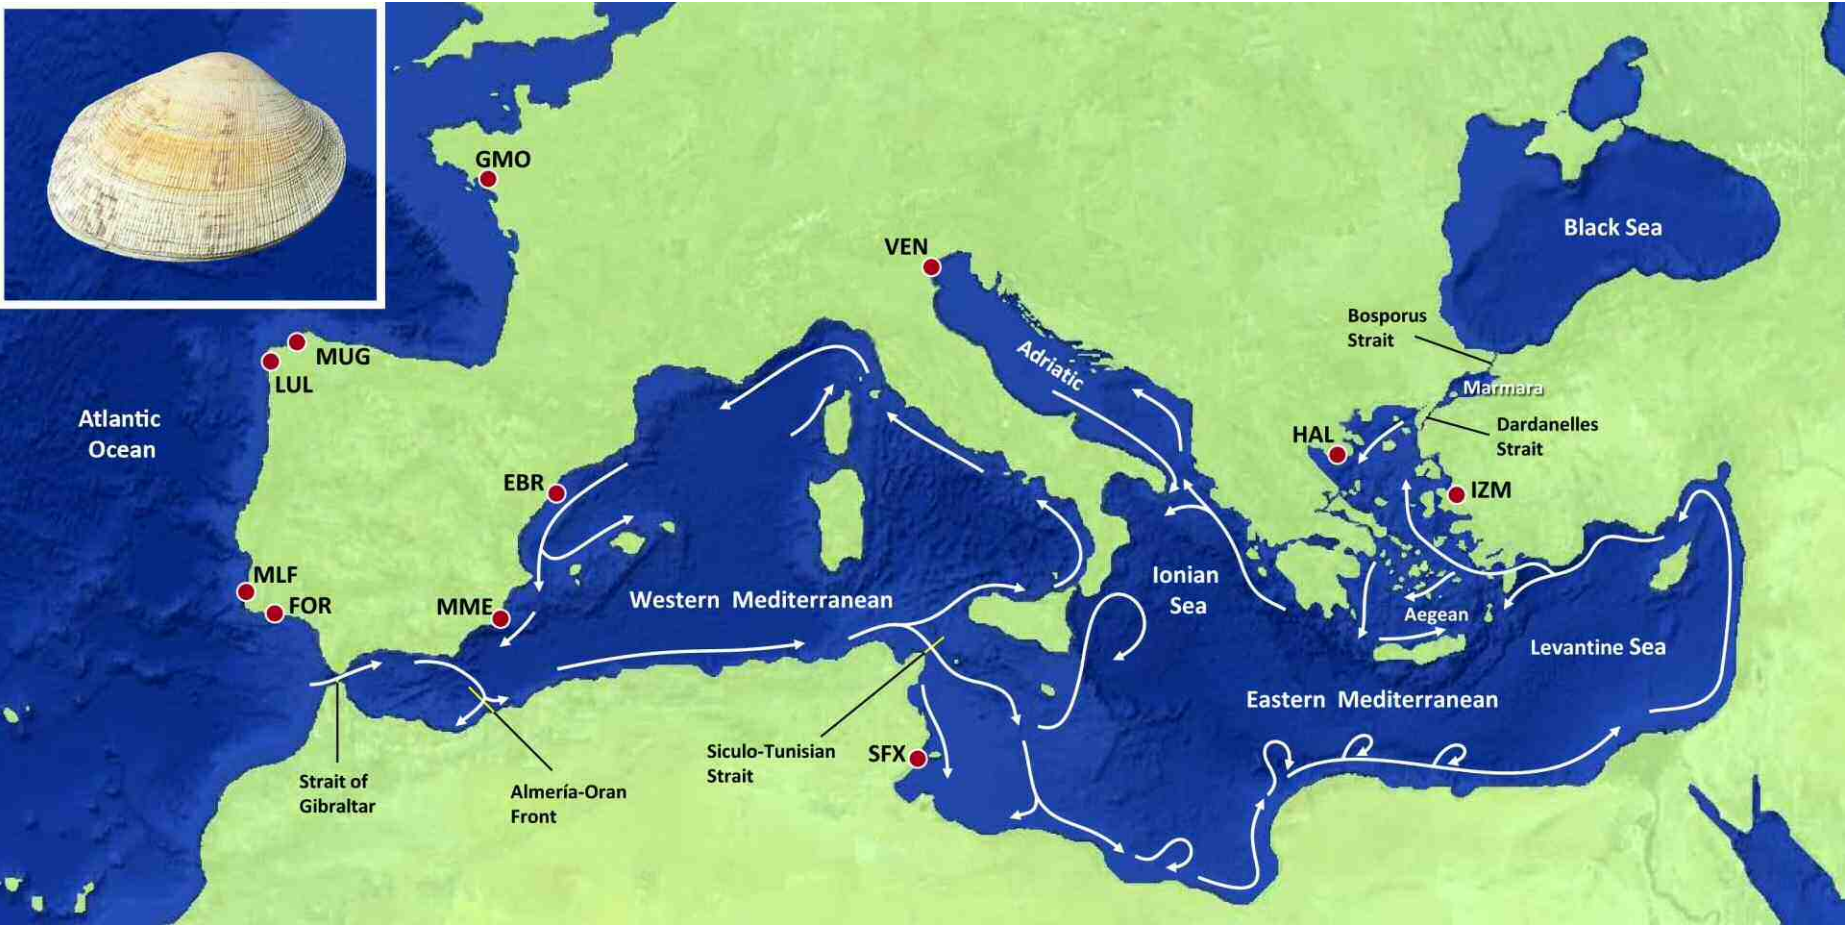 GMO
VEN
Black Sea
Bosporus
Strait
MUG
LUL
Adriatic
Marmara
Atlantic
Ocean
Dardanelles
Strait
HAL
EBR
IZM
MLF
FOR
MME
Western Mediterranean
Ionian
Sea
Aegean
Levantine Sea
Eastern Mediterranean
SFX
Siculo-Tunisian
Strait
Strait of
Gibraltar
Almería-Oran
Front